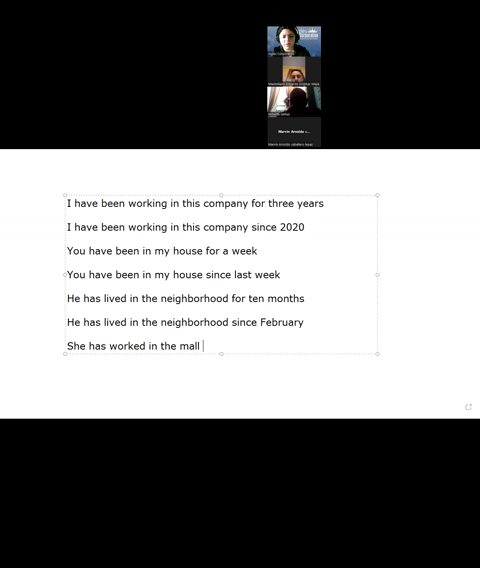 Marvin Arnoldo c...
I have been working in this company for three years
I have been working in this company since 2020
You have been in my house for a week
You have been in my house since last week
He has lived in the neighborhood for ten months
He has lived in the neighborhood since February
She has worked in the mall